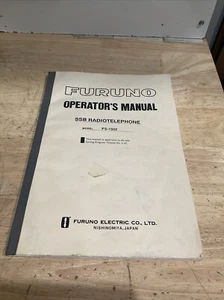 FURUNO
OPERATOR'S MANUAL
SSB RADIOTELEPHONE
MODEL: FS-1502
FURUNO ELECTRIC CO., LTD.
NISHINOMIYA, JAPAN